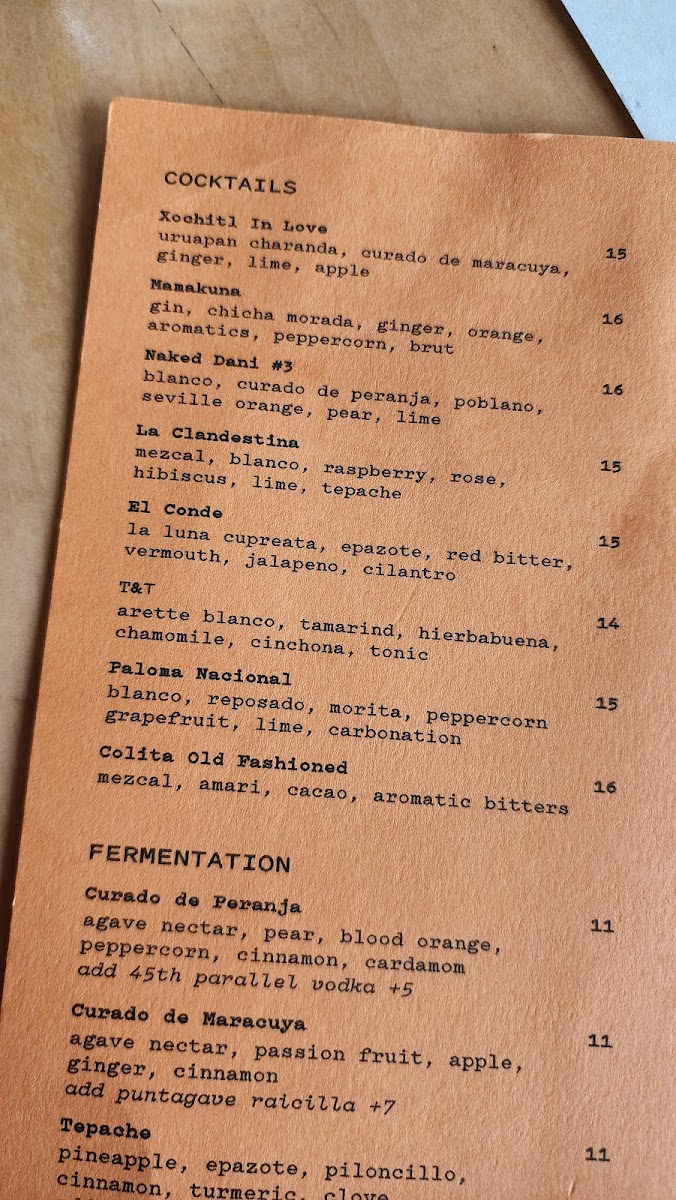 COCKTAILS
Xochitl In Love
uruapan charanda, curado de maracuya, 15
ginger, lime, apple
Mamakuna
gin, chicha morada, ginger, orange, 16
aromatics, peppercorn, brut
Naked Dani #3
blanco, curado de peranja, poblano, 16
seville orange, pear, lime
La Clandestina
mezcal, blanco, raspberry, rose, 15
hibiscus, lime, tepache
El Conde
la luna cupreata, epazote, red bitter, 15
vermouth, jalapeno, cilantro
T&T
arette blanco, tamarind, hierbabuena, 14
chamomile, cinchona, tonic
Paloma Nacional
blanco, reposado, morita, peppercorn 15
grapefruit, lime, carbonation
Colita Old Fashioned
mezcal, amari, cacao, aromatic bitters 16
FERMENTATION
Curado de Peranja
agave nectar, pear, blood orange, 11
peppercorn, cinnamon, cardamom
add 45th parallel vodka +5
Curado de Maracuya
agave nectar, passion fruit, apple, 11
ginger, cinnamon
add puntagave raicilla +7
Tepache
pineapple, epazote, piloncillo, 11
cinnamon, turmeric, clove